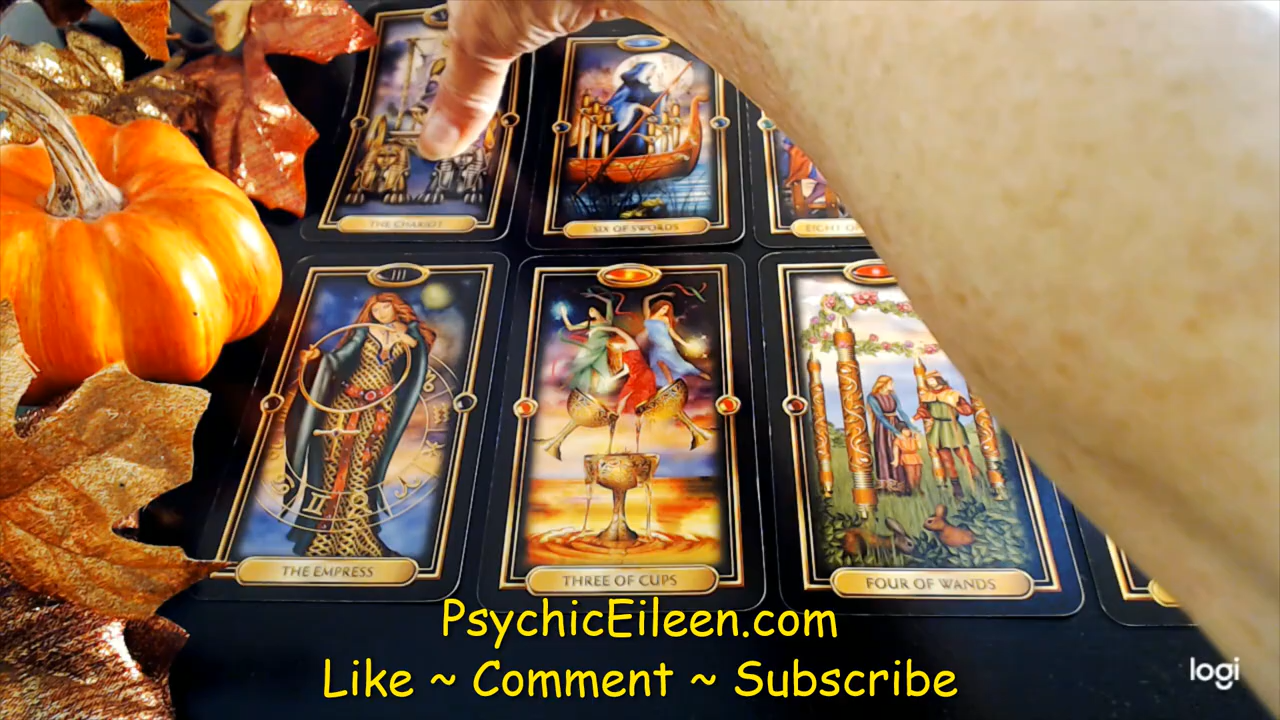 THE CHARIOT
SIX OF SWORDS
EIGHT O
III
THE EMPRESS
THREE OF CUPS
FOUR OF WANDS
PsychicEileen.com
Like ~ Comment ~ Subscribe
logi